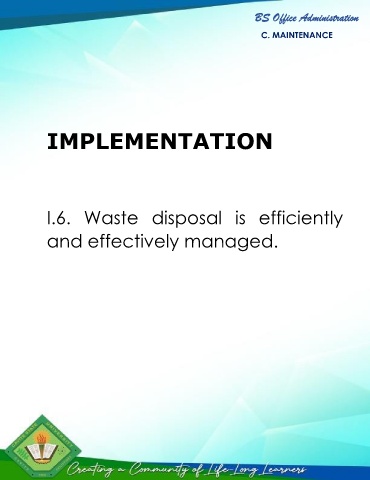 BS Office Administration
C. MAINTENANCE
IMPLEMENTATION
I.6. Waste disposal is efficiently
and effectively managed.
Creating a Community of Life-Long Learners